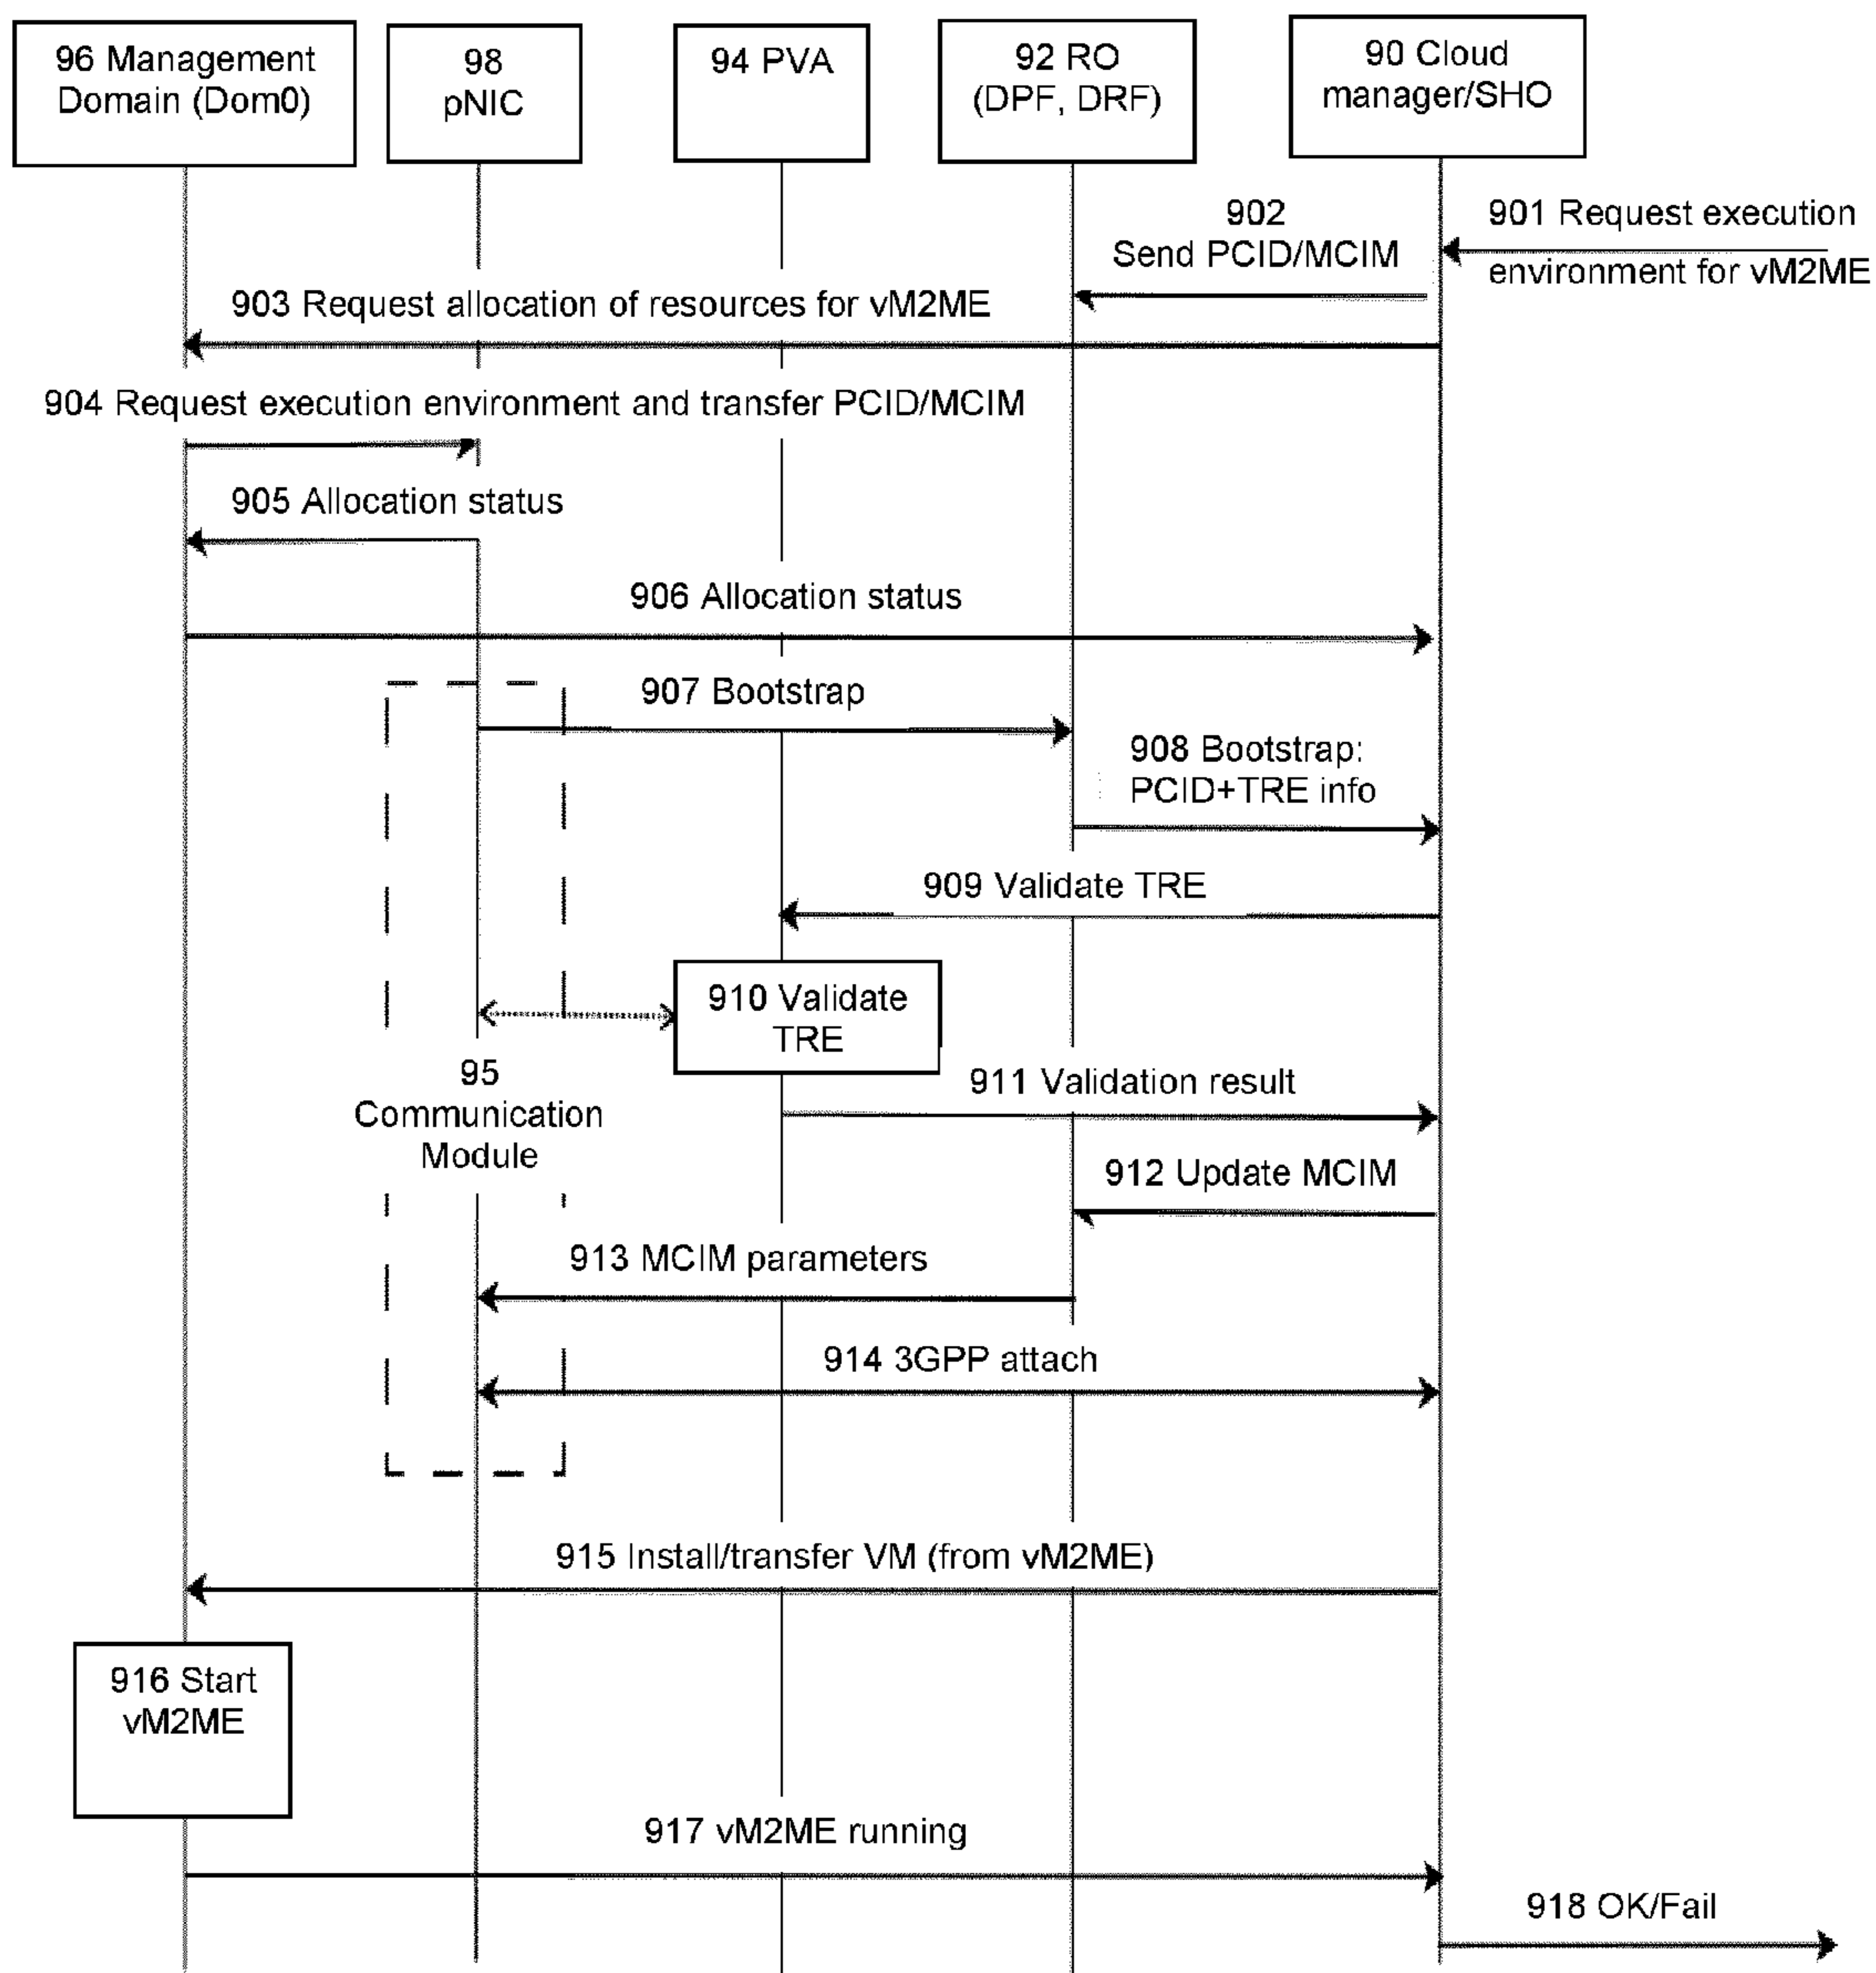 96 Management
Domain (Dom0)
98
pNIC
94 PVA
92 RO
(DPF, DRF)
90 Cloud
manager/SHO
901 Request execution
environment for vM2ME
902
Send PCID/MCIM
903 Request allocation of resources for vM2ME
904 Request execution environment and transfer PCID/MCIM
905 Allocation status
906 Allocation status
907 Bootstrap
908 Bootstrap:
PCID+TRE info
909 Validate TRE
910 Validate
TRE
95
Communication
Module
911 Validation result
912 Update MCIM
913 MCIM parameters
914 3GPP attach
915 Install/transfer VM (from vM2ME)
916 Start
vM2ME
917 vM2ME running
918 OK/Fail